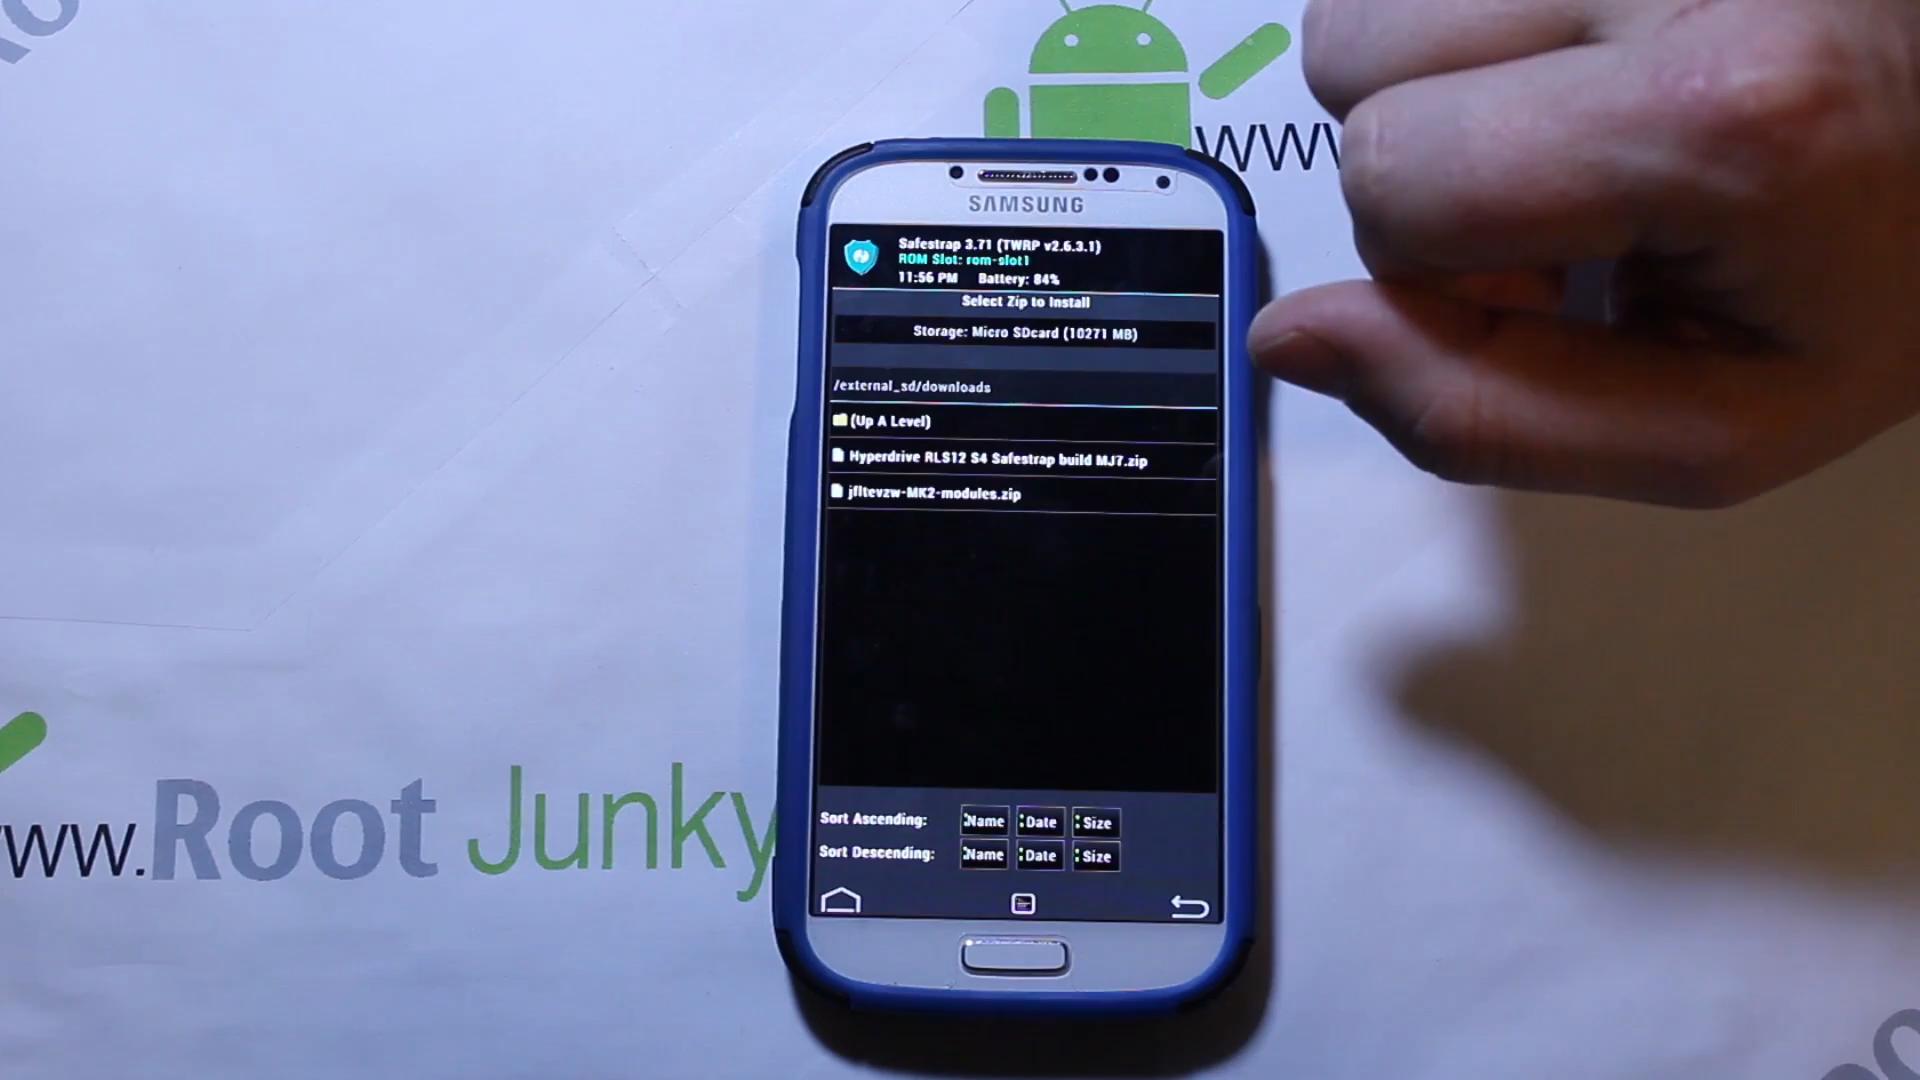 www
SAMSUNG
Safestrap 3.71 (TWRP v2.6.3.1)
ROM Slot: rom-slot1
11:56 PM Battery: 84%
Select Zip to Install
Storage: Micro SDcard (10271 MB)
/external_sd/downloads
(Up A Level)
Hyperdrive RLS12 S4 Safestrap build MJ7.zip
jfltevzw-MK2-modules.zip
Sort Ascending: Name Date Size
Sort Descending: Name Date Size
www.Root Junky